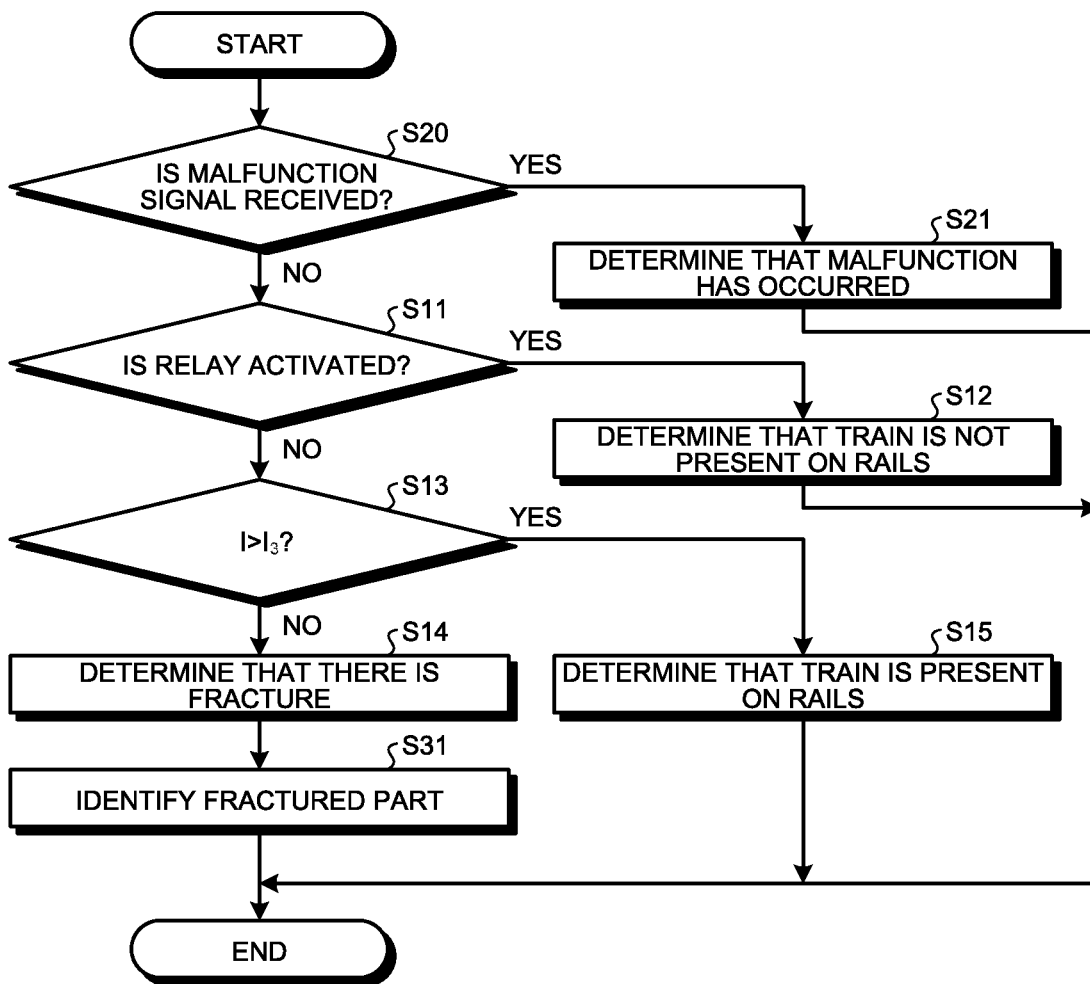 START
S20
IS MALFUNCTION
SIGNAL RECEIVED?
YES
NO
S21
DETERMINE THAT MALFUNCTION
HAS OCCURRED
S11
IS RELAY ACTIVATED?
YES
NO
S12
DETERMINE THAT TRAIN IS NOT
PRESENT ON RAILS
S13
I>I₃?
YES
NO
S14
DETERMINE THAT THERE IS
FRACTURE
S15
DETERMINE THAT TRAIN IS PRESENT
ON RAILS
S31
IDENTIFY FRACTURED PART
END